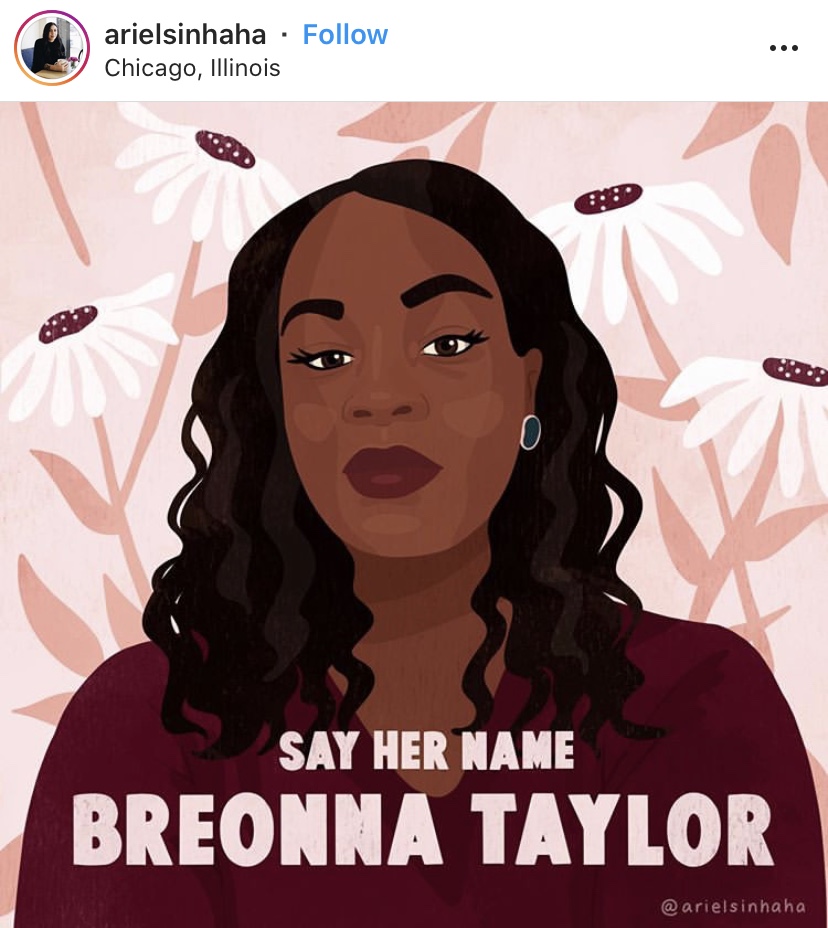 arielsinhaha · Follow
Chicago, Illinois
SAY HER NAME
BREONNA TAYLOR
@arielsinhaha